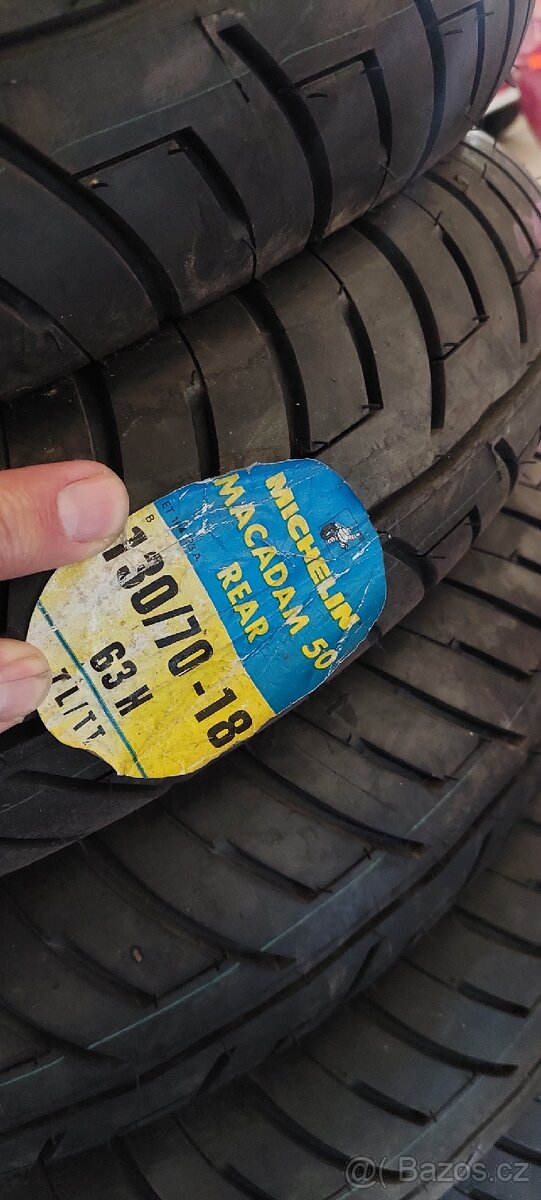 MICHELIN
MACADAM 50
REAR
130/70-18
63 H
TL/TT
@( Bazos.cz